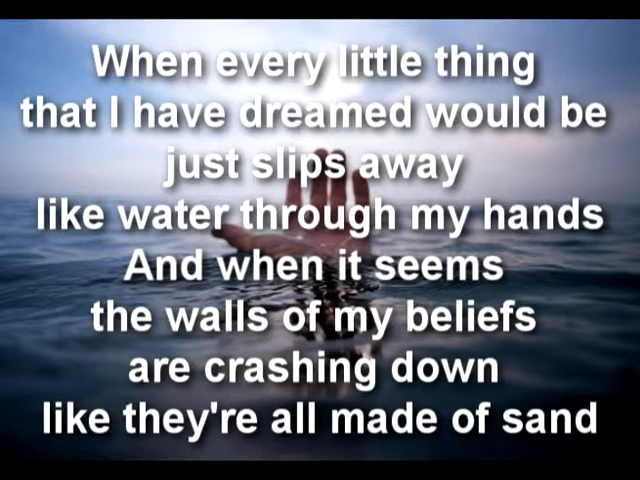 When every little thing
that I have dreamed would be
just slips away
like water through my hands
And when it seems
the walls of my beliefs
are crashing down
like they're all made of sand